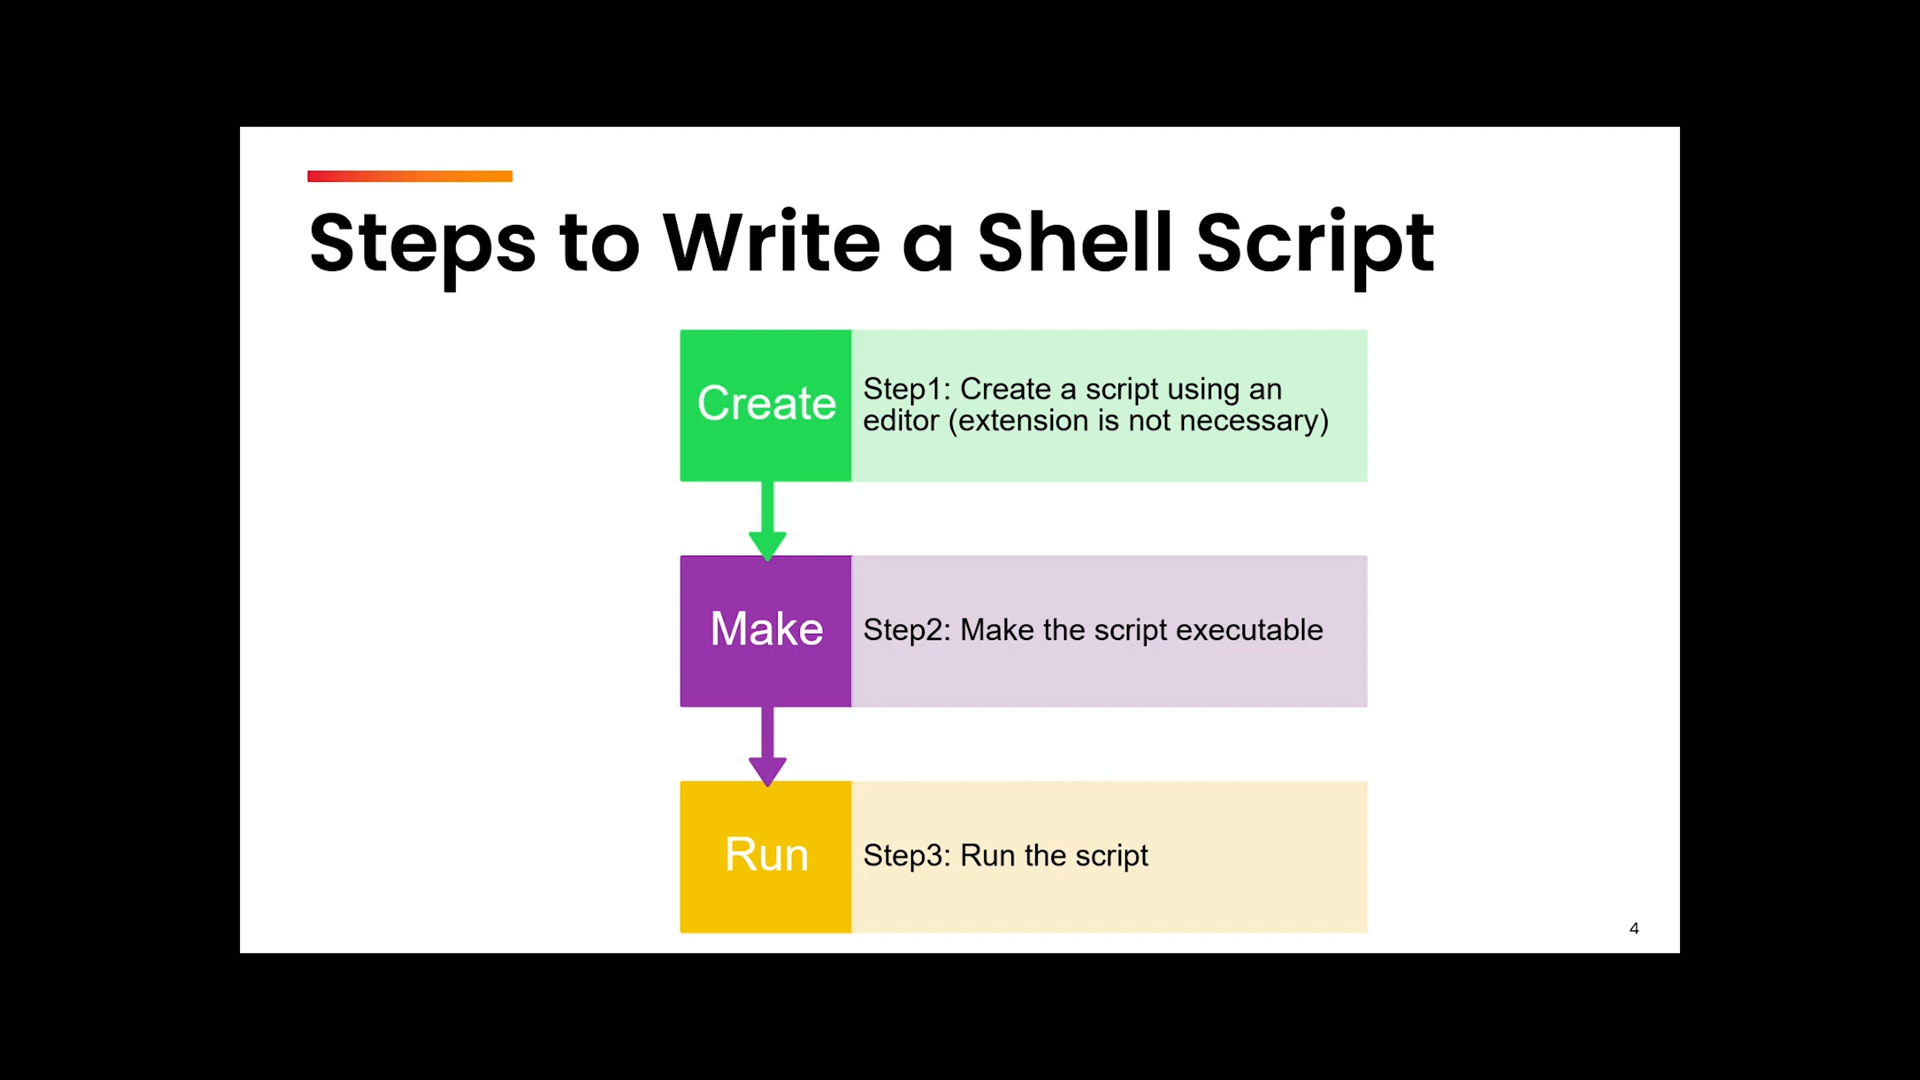 Steps to Write a Shell Script
Create
Step1: Create a script using an
editor (extension is not necessary)
Make
Step2: Make the script executable
Run
Step3: Run the script
4